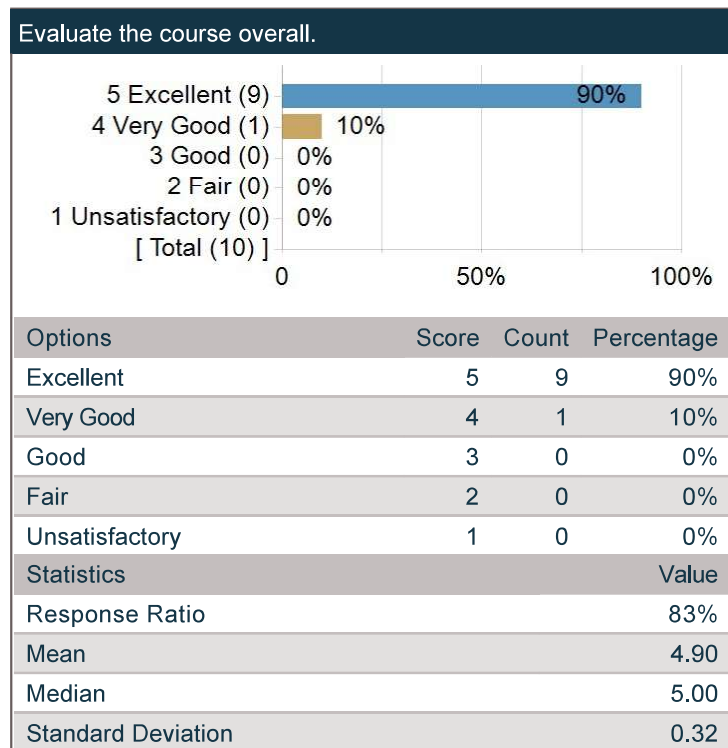 Evaluate the course overall.
5 Excellent (9) 90%
4 Very Good (1) 10%
3 Good (0) 0%
2 Fair (0) 0%
1 Unsatisfactory (0) 0%
[ Total (10) ]
0 50% 100%
Options Score Count Percentage
Excellent 5 9 90%
Very Good 4 1 10%
Good 3 0 0%
Fair 2 0 0%
Unsatisfactory 1 0 0%
Statistics Value
Response Ratio 83%
Mean 4.90
Median 5.00
Standard Deviation 0.32